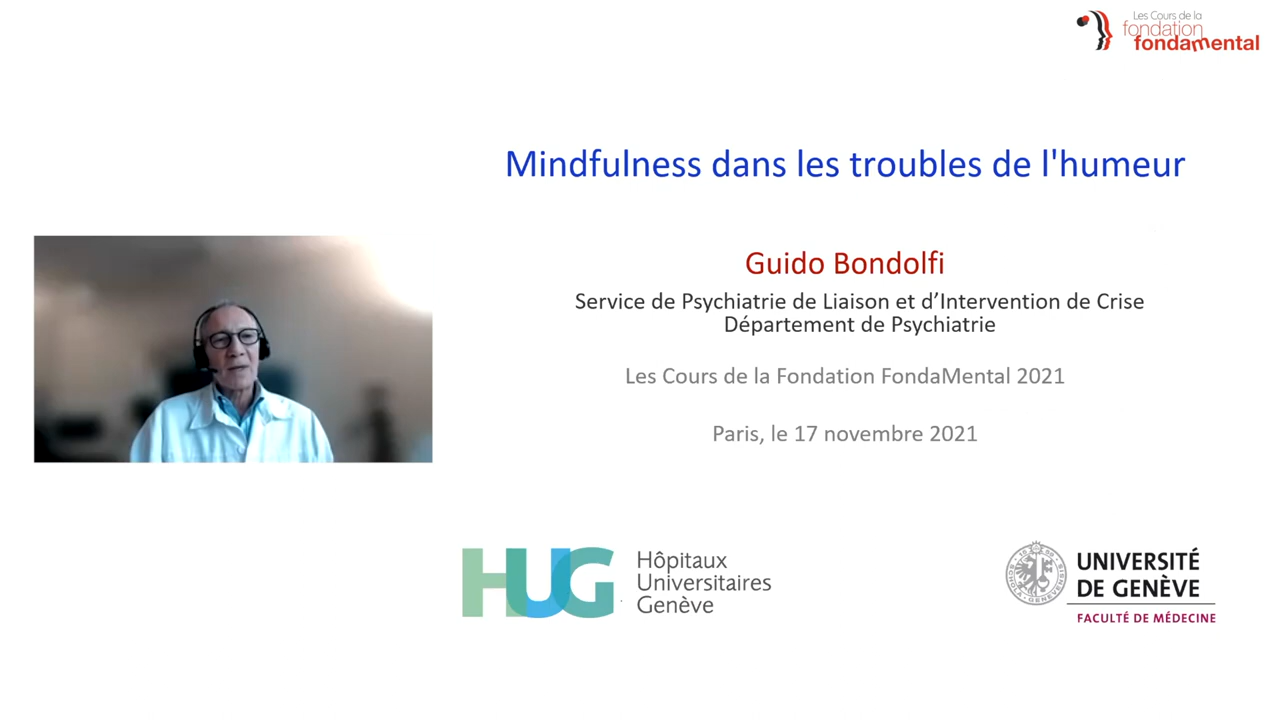 Les Cours de la
fondation
fondamental
Mindfulness dans les troubles de l'humeur
Guido Bondolfi
Service de Psychiatrie de Liaison et d’Intervention de Crise
Département de Psychiatrie
Les Cours de la Fondation FondaMental 2021
Paris, le 17 novembre 2021
HUG
Hôpitaux
Universitaires
Genève
UNIVERSITÉ
DE GENÈVE
FACULTÉ DE MÉDECINE